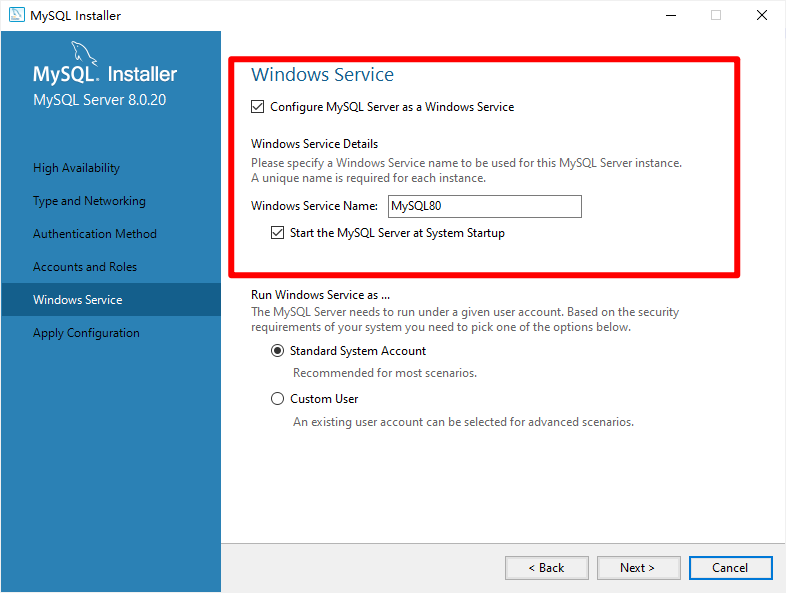 MySQL Installer
MySQL. Installer
MySQL Server 8.0.20
High Availability
Type and Networking
Authentication Method
Accounts and Roles
Windows Service
Apply Configuration
Windows Service
Configure MySQL Server as a Windows Service
Windows Service Details
Please specify a Windows Service name to be used for this MySQL Server instance.
A unique name is required for each instance.
Windows Service Name: MySQL80
Start the MySQL Server at System Startup
Run Windows Service as ...
The MySQL Server needs to run under a given user account. Based on the security
requirements of your system you need to pick one of the options below.
Standard System Account
Recommended for most scenarios.
Custom User
An existing user account can be selected for advanced scenarios.
< Back Next > Cancel